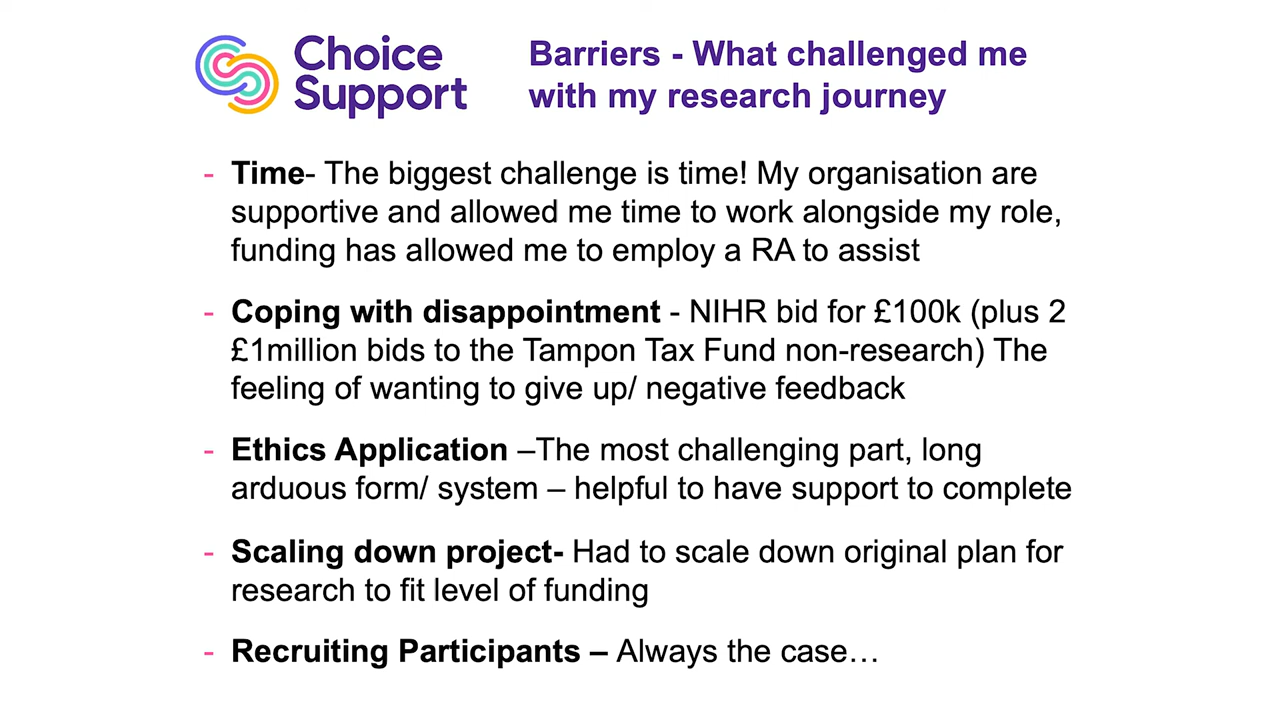 Choice
Support
Barriers - What challenged me
with my research journey
- Time- The biggest challenge is time! My organisation are
supportive and allowed me time to work alongside my role,
funding has allowed me to employ a RA to assist
- Coping with disappointment - NIHR bid for £100k (plus 2
£1million bids to the Tampon Tax Fund non-research) The
feeling of wanting to give up/ negative feedback
- Ethics Application –The most challenging part, long
arduous form/ system – helpful to have support to complete
- Scaling down project- Had to scale down original plan for
research to fit level of funding
- Recruiting Participants – Always the case…